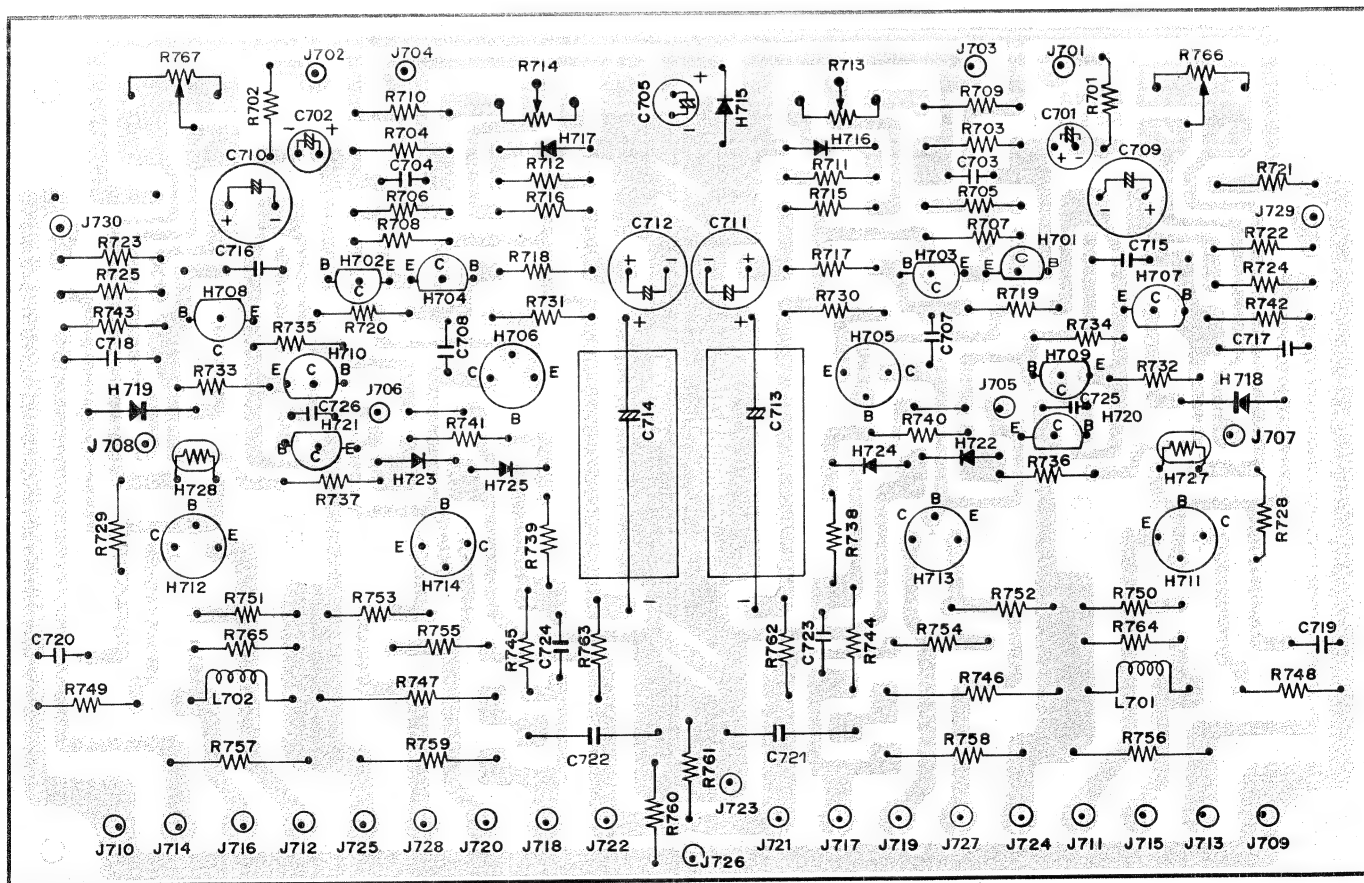 R767
J702
J704
R714
C705
+
−
H715
R713
J703
J701
R701
R766
R702
R710
R709
C702
−
+
R704
H717
H716
R703
C701
+ −
C710
+ −
C704
R712
R711
C703
C709
− +
R721
R706
R716
R715
R705
J730
R708
C712
+ −
C711
− +
R707
J729
R723
C716
R718
R717
H701
C B
E
C715
R722
R725
B H702 E
C
E C B
H704
B H703 E
C
H707
E C B
R724
H708
B E
C
R731
R730
R719
R743
R735
R720
C708
H706
C E
B
+
+
H705
E C
B
C707
R734
R742
C718
H710
E C B
H709
E B
C
C717
R733
R732
H719
J706
J705
H718
C726
C714
C713
C725
H720
J708
H721
B C E
R741
R740
E C B
J707
H723
H725
H724
H722
H728
R737
R736
H727
R729
B
C E
H712
E C
H714
R739
R738
B
C E
H713
B
E C
H711
R728
−
−
R751
R753
R752
R750
C720
R765
R755
R745
C724
R763
R762
C723
R744
R754
R764
C719
R749
L702
R747
R746
L701
R748
R757
R759
C722
R761
C721
R758
R756
R760
J723
J710
J714
J716
J712
J725
J728
J720
J718
J722
J726
J721
J717
J719
J727
J724
J711
J715
J713
J709